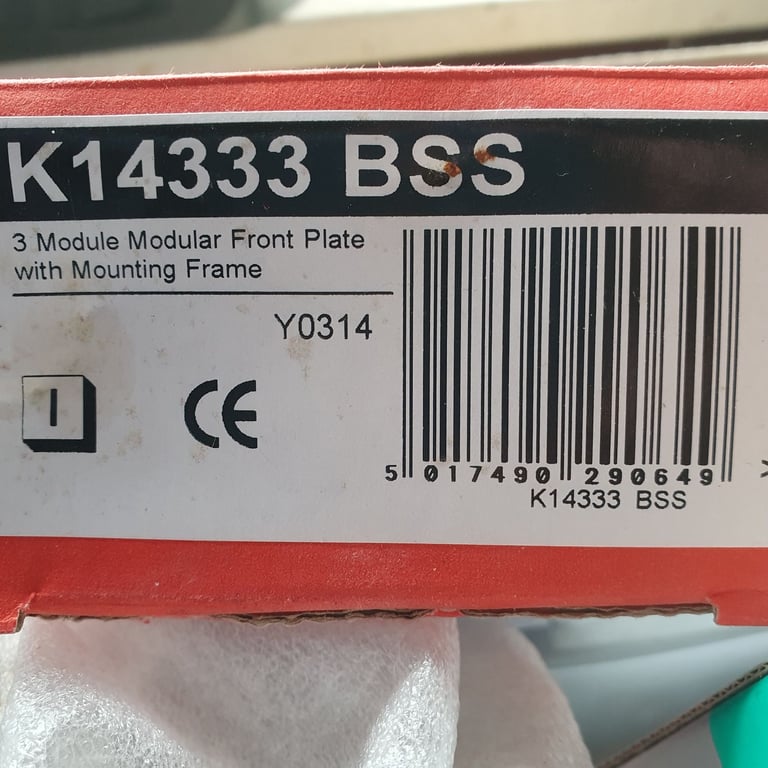 K14333 BSS
3 Module Modular Front Plate
with Mounting Frame
Y0314
I
CE
5 017490 290649
K14333 BSS